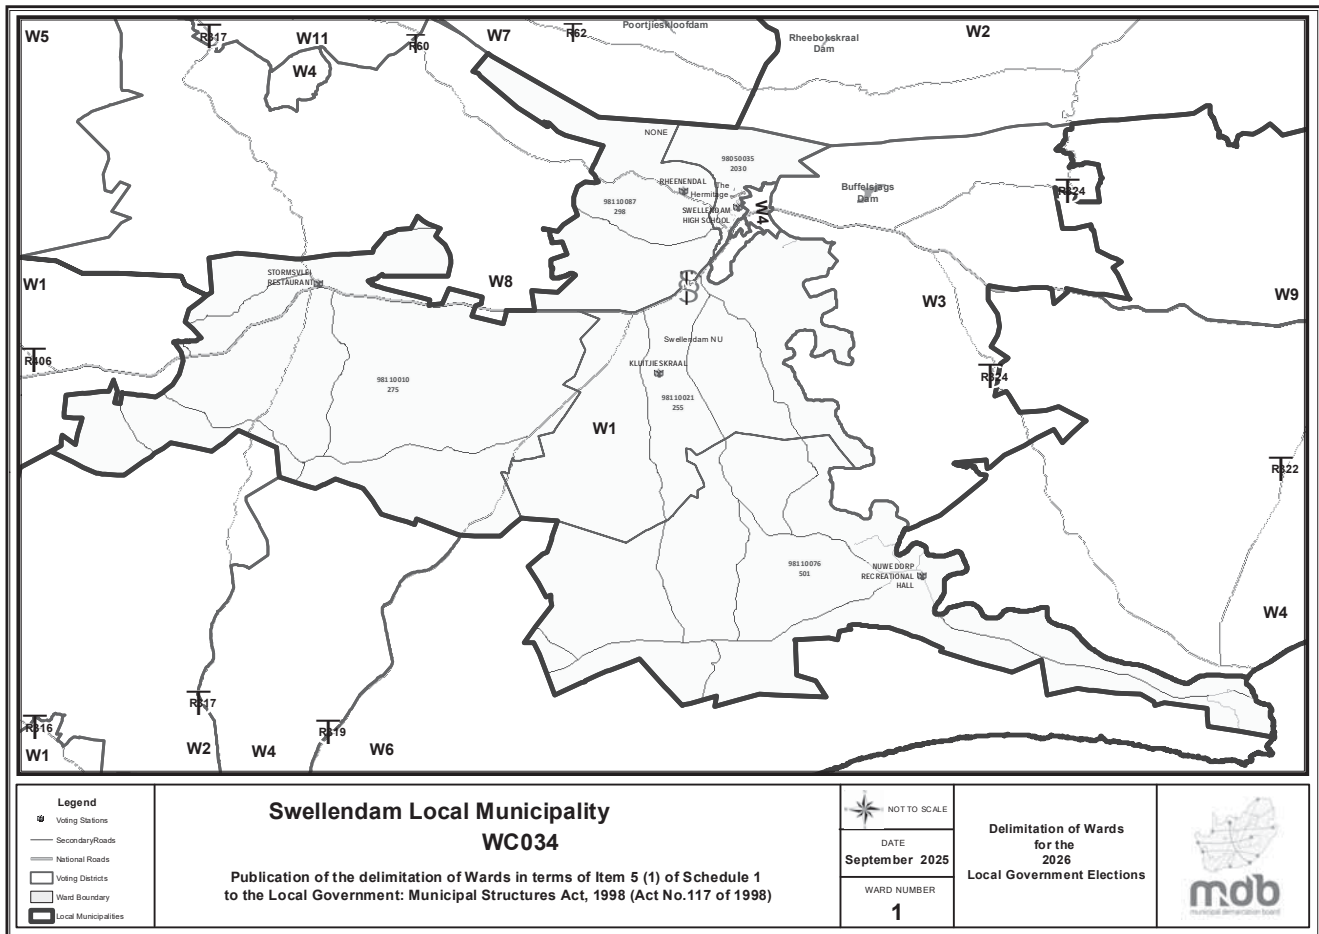 W5
R317
W11
W4
R60
W7
R62
Poortjieskloofdam
Rheebokskraal
Dam
W2
NONE
98050035
2030
RHEENENDAL
The
Hermitage
SWELLENDAM
HIGH SCHOOL
W4
98110087
298
Buffelsjags
Dam
R324
W1
STORMSVLEI
RESTAURANT
W8
W3
W9
R406
Swellendam NU
KLUITJIESKRAAL
98110010
275
98110021
255
R324
W1
R322
98110076
501
NUWEDORP
RECREATIONAL
HALL
W4
R317
R316
W1
W2
W4
R319
W6
Legend
Voting Stations
SecondaryRoads
National Roads
Voting Districts
Ward Boundary
Local Municipalities
Swellendam Local Municipality
WC034
Publication of the delimitation of Wards in terms of Item 5 (1) of Schedule 1
to the Local Government: Municipal Structures Act, 1998 (Act No.117 of 1998)
NOT TO SCALE
DATE
September 2025
WARD NUMBER
1
Delimitation of Wards
for the
2026
Local Government Elections
mdb
municipal demarcation board